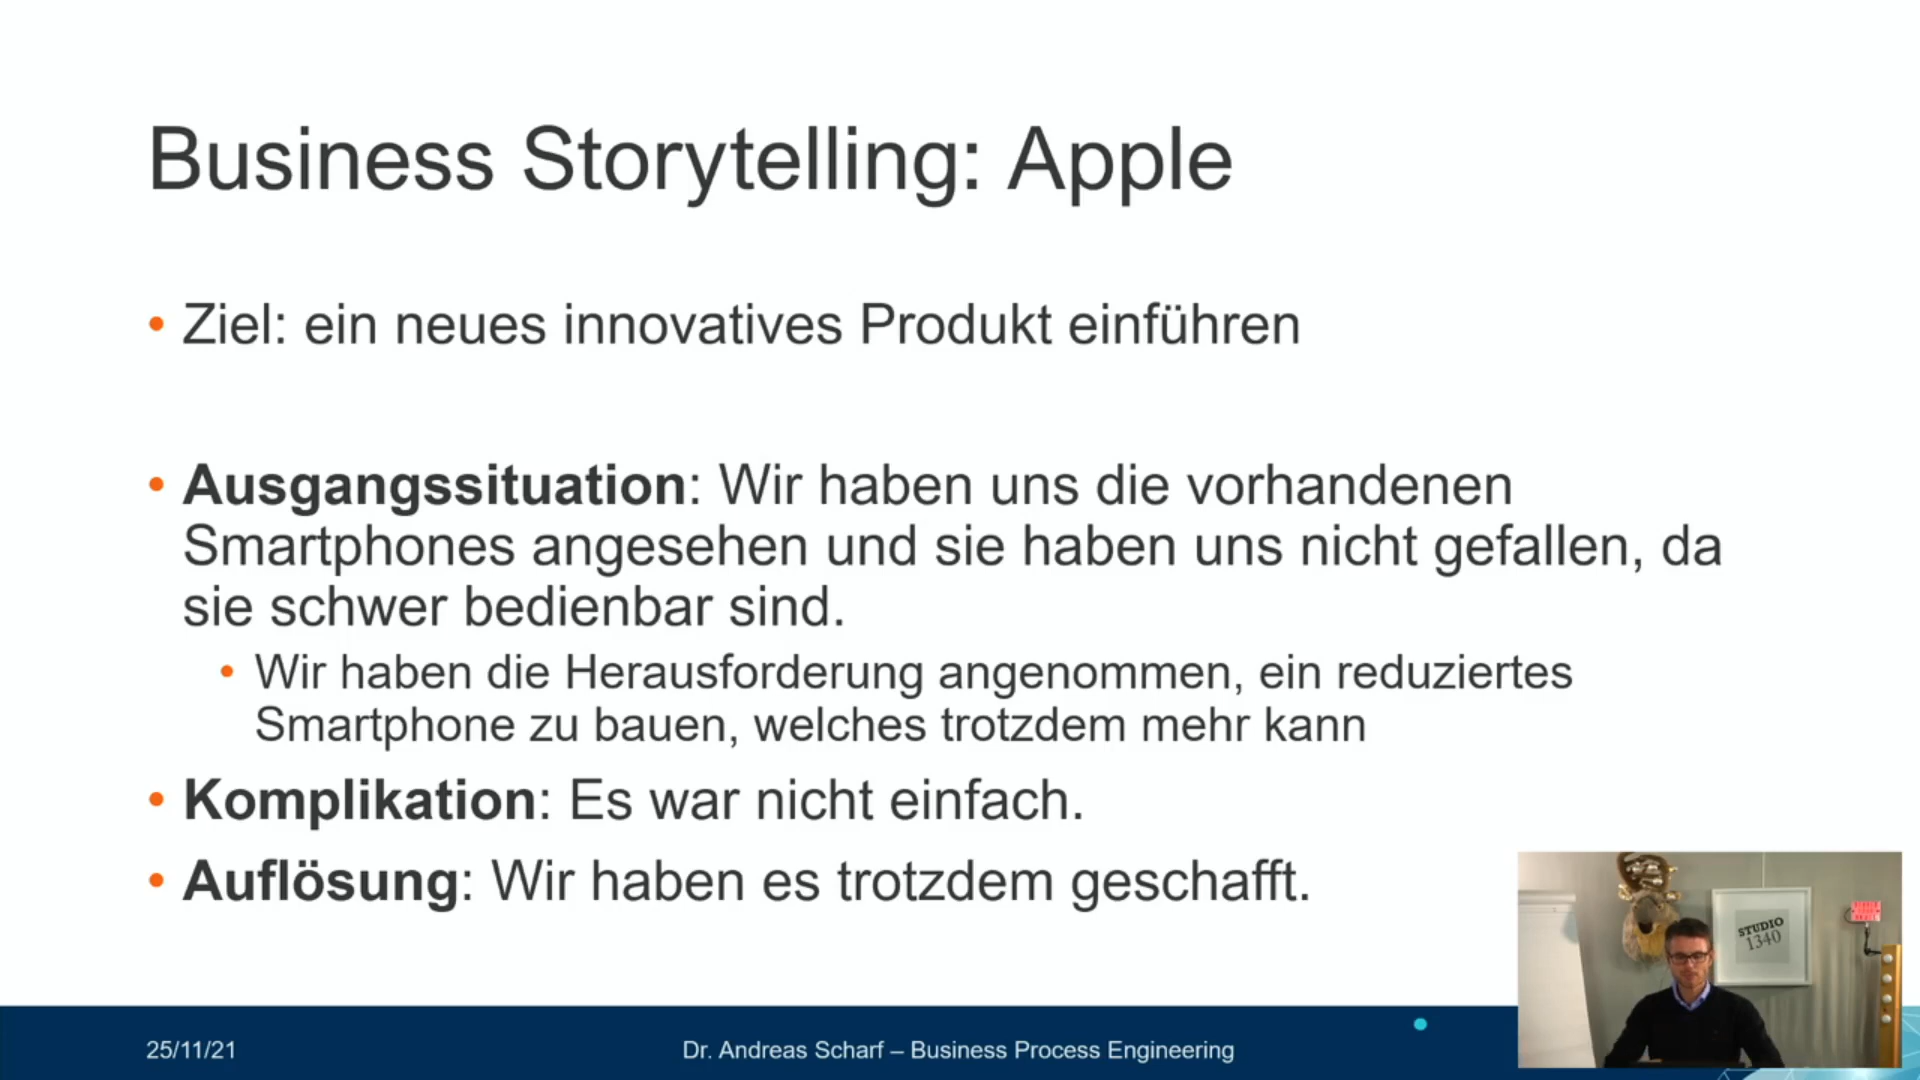 Business Storytelling: Apple
• Ziel: ein neues innovatives Produkt einführen
• Ausgangssituation: Wir haben uns die vorhandenen
Smartphones angesehen und sie haben uns nicht gefallen, da
sie schwer bedienbar sind.
• Wir haben die Herausforderung angenommen, ein reduziertes
Smartphone zu bauen, welches trotzdem mehr kann
• Komplikation: Es war nicht einfach.
• Auflösung: Wir haben es trotzdem geschafft.
STUDIO
1340
25/11/21
Dr. Andreas Scharf – Business Process Engineering